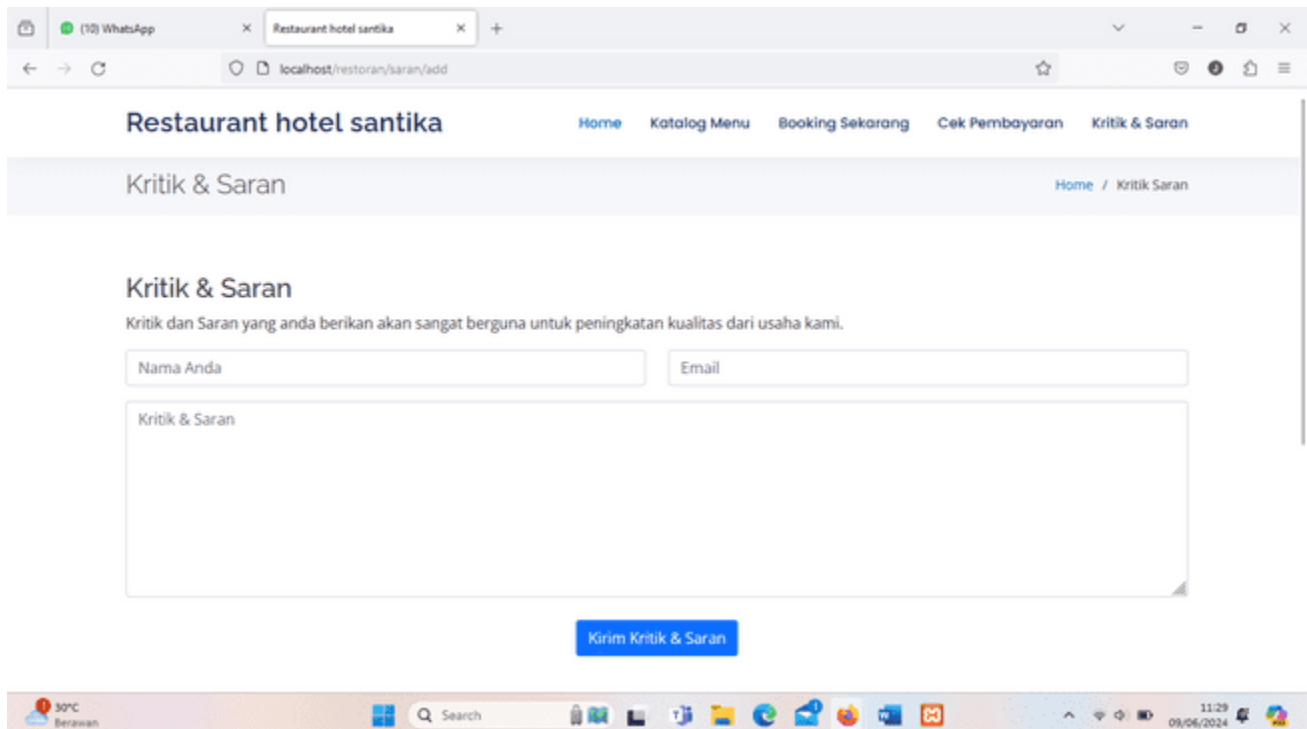 (10) WhatsApp
Restaurant hotel santika
localhost/restoran/saran/add
Restaurant hotel santika
Home Katalog Menu Booking Sekarang Cek Pembayaran Kritik & Saran
Kritik & Saran
Home / Kritik Saran
Kritik & Saran
Kritik dan Saran yang anda berikan akan sangat berguna untuk peningkatan kualitas dari usaha kami.
Nama Anda
Email
Kritik & Saran
Kirim Kritik & Saran
30°C
Berawan
Search
11:29
09/06/2024